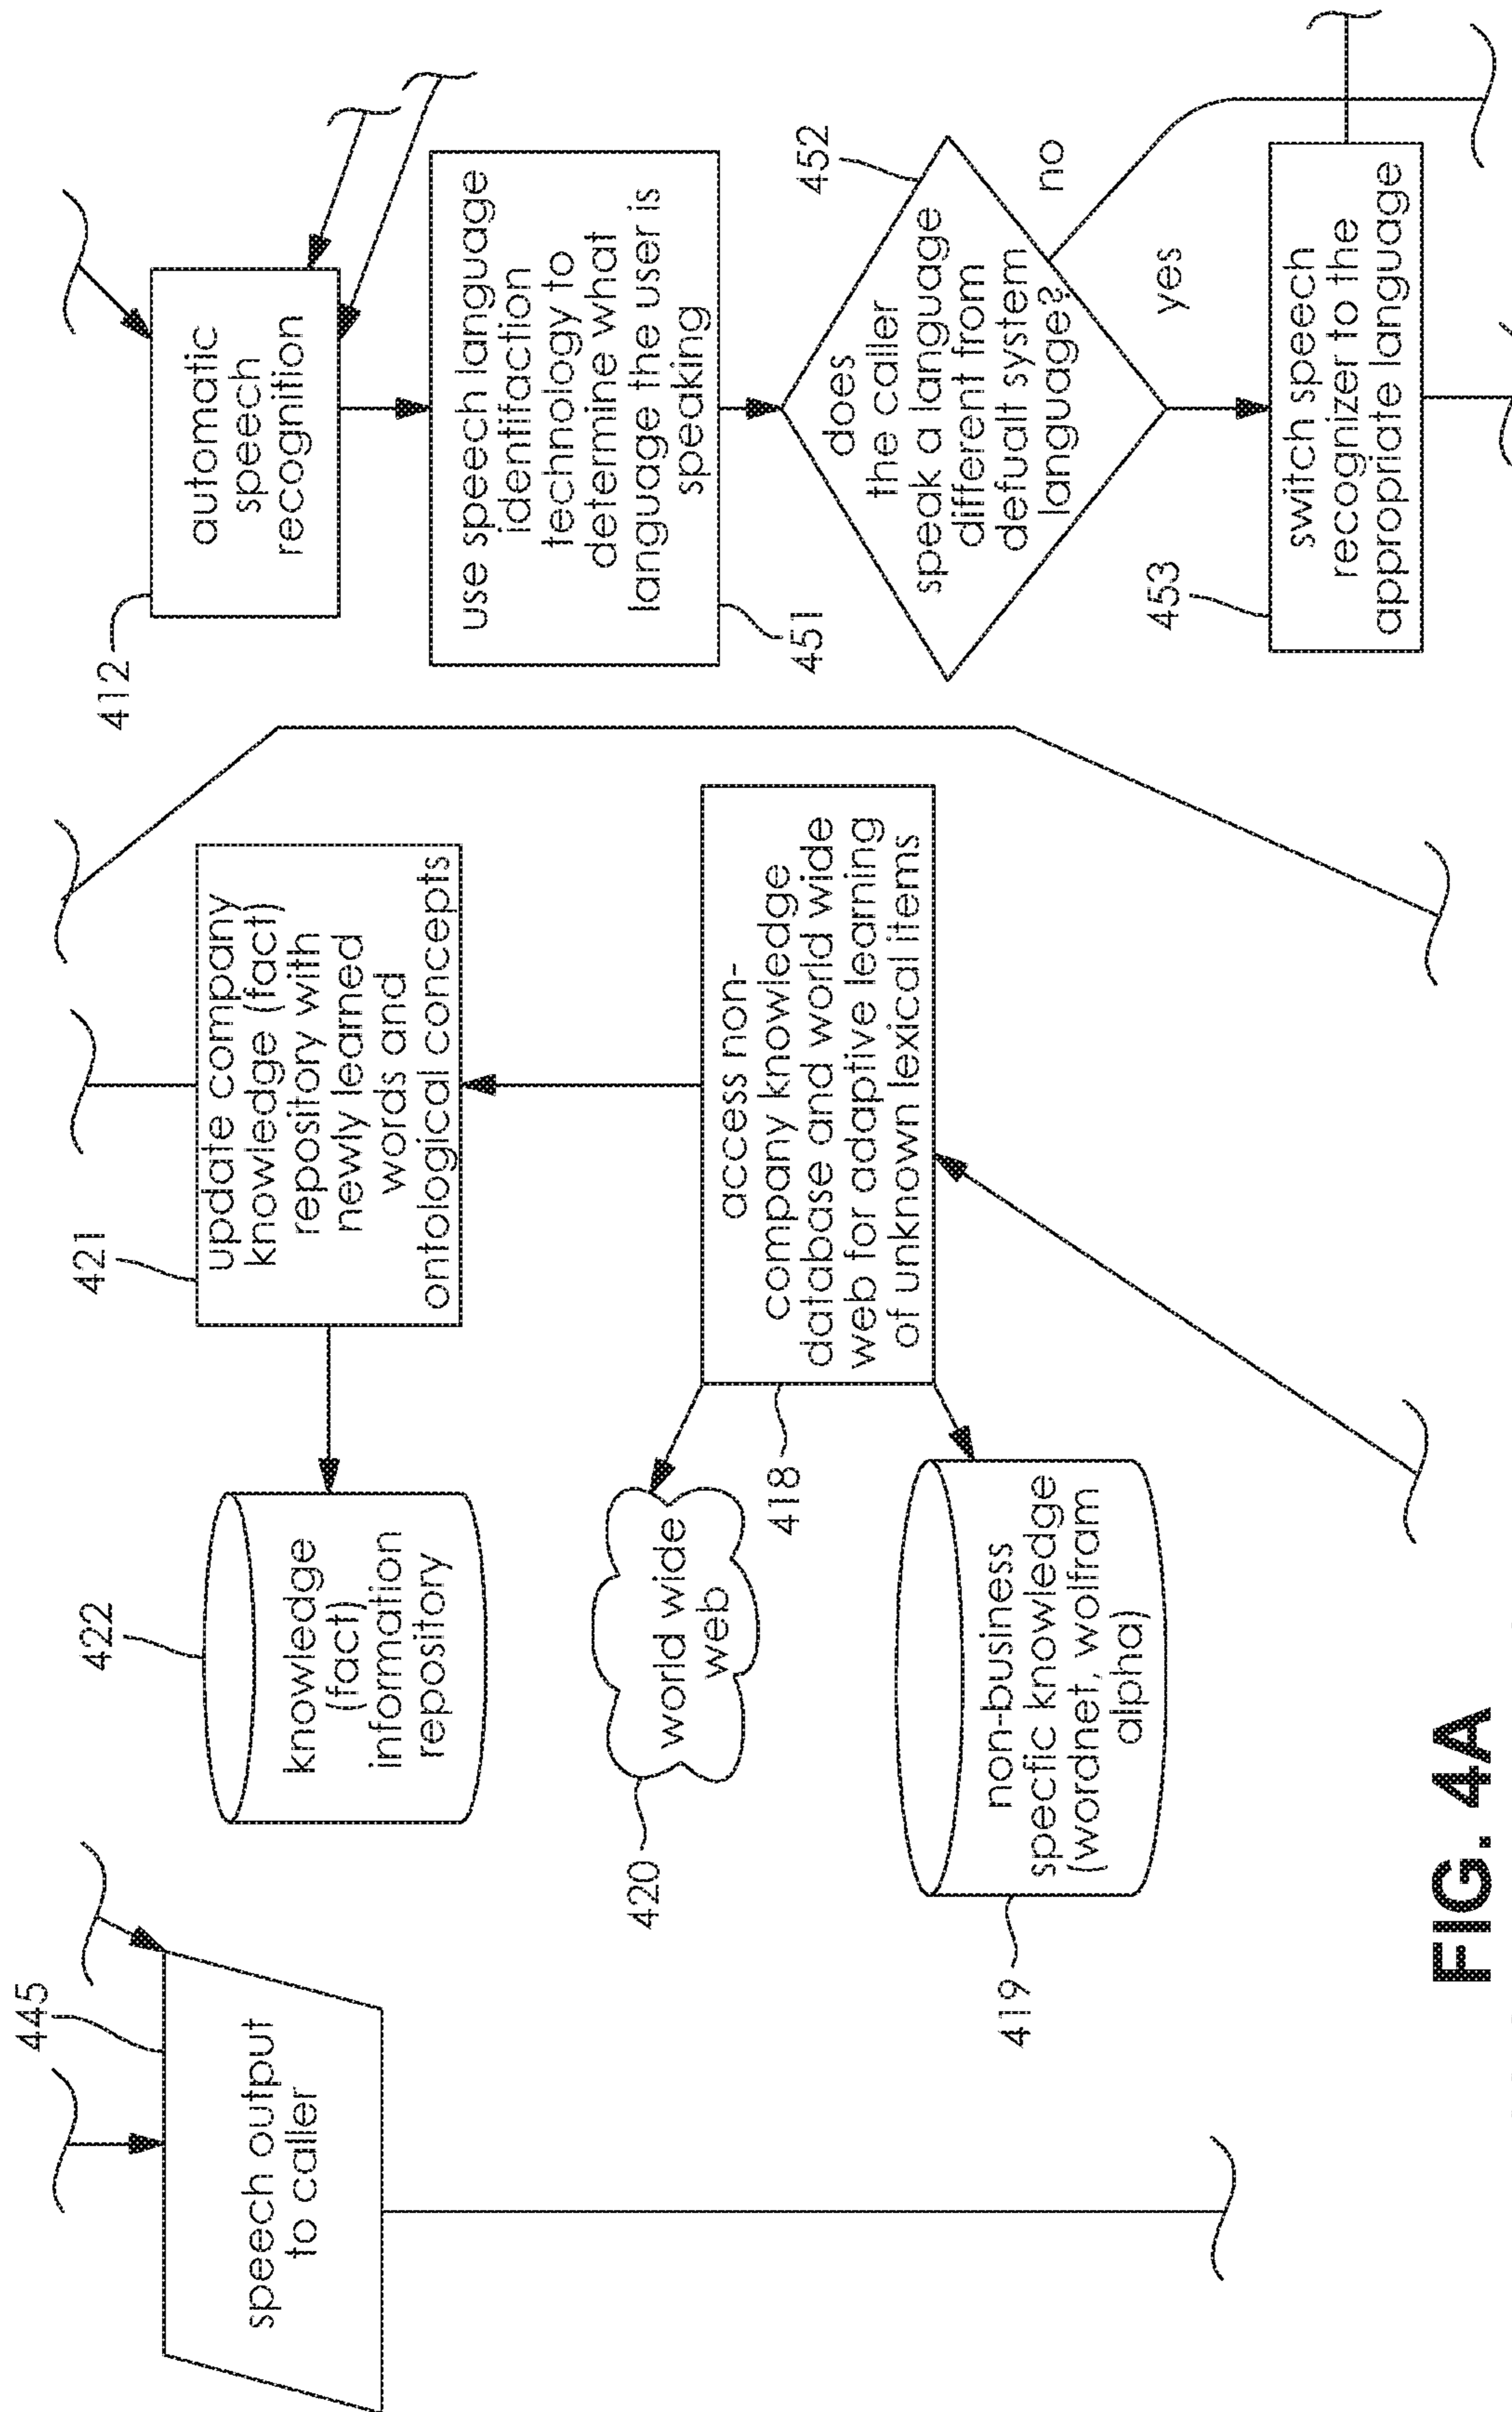 445
speech output
to caller
422
knowledge
(fact)
information
repository
421
update company
knowledge (fact)
repository with
newly learned
words and
ontological concepts
420
world wide
web
418
access non-
company knowledge
database and world wide
web for adaptive learning
of unknown lexical items
419
non-business
specfic knowledge
(wordnet, wolfram
alpha)
412
automatic
speech
recognition
use speech language
identifaction
technology to
determine what
language the user is
speaking
451
452
does
the caller
speak a language
different from
defualt system
language?
no
yes
453
switch speech
recognizer to the
appropriate language
FIG. 4A